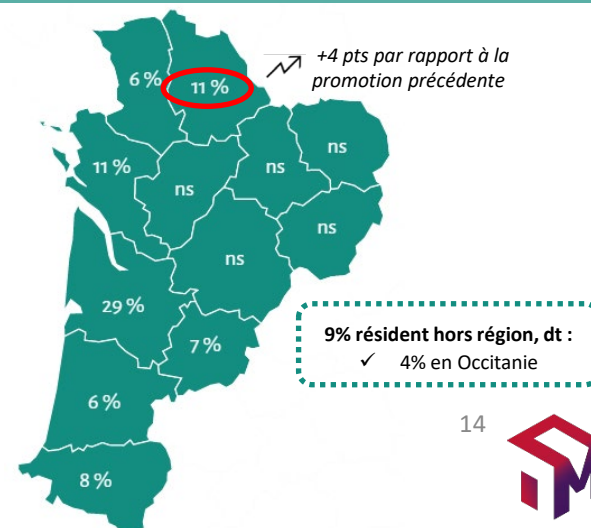 +4 pts par rapport à la
promotion précédente
6 %
11 %
11 %
ns
ns
ns
ns
ns
29 %
7 %
6 %
8 %
9% résident hors région, dt :
✓ 4% en Occitanie
14
M